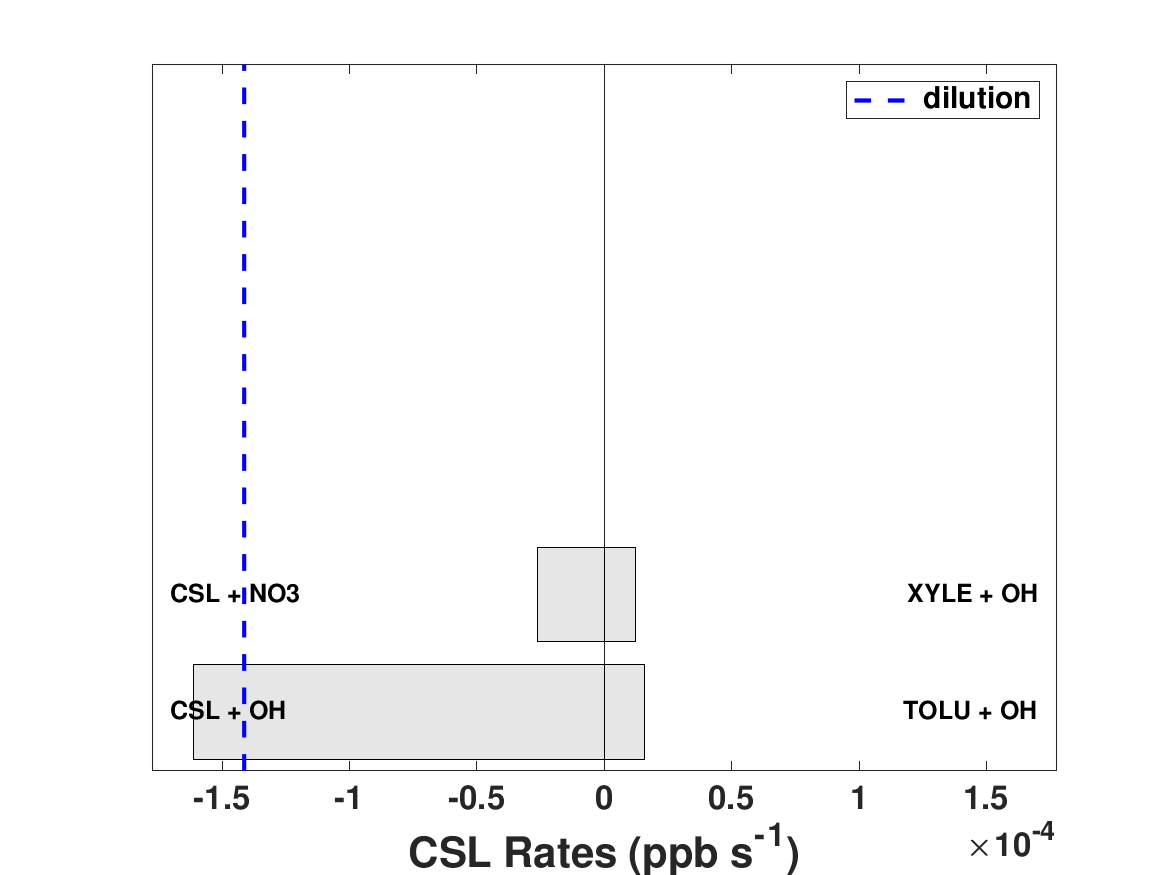 dilution
CSL + NO3
XYLE + OH
CSL + OH
TOLU + OH
-1.5 -1 -0.5 0 0.5 1 1.5
×10-4
CSL Rates (ppb s-1)